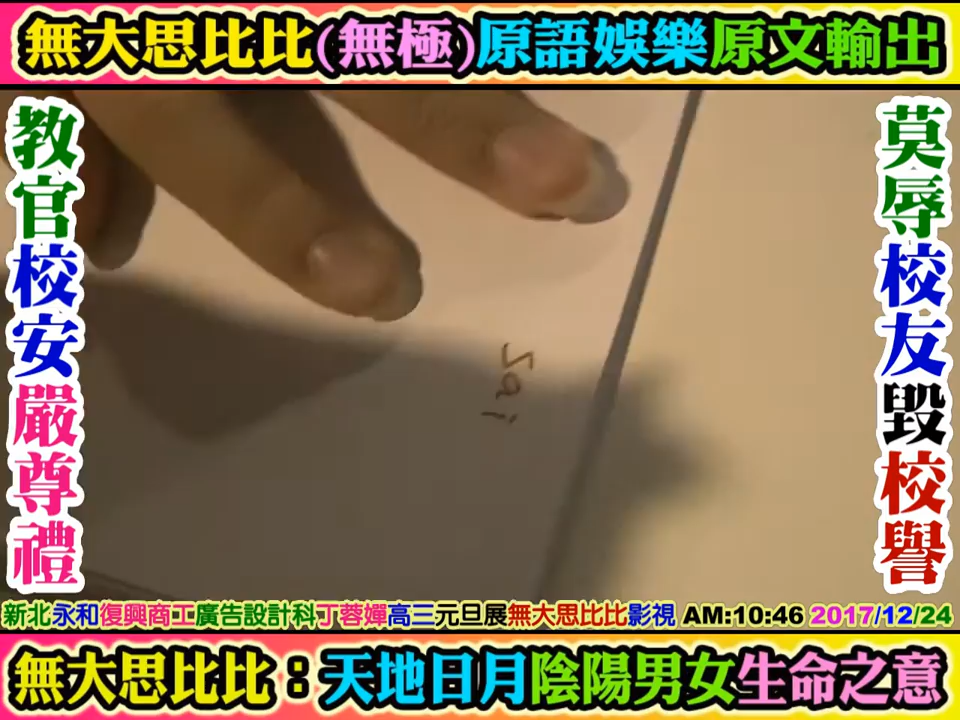 無大思比比(無極)原語娛樂原文輸出
教官校安嚴尊禮
莫辱校友毀校譽
Sai
新北永和復興商工廣告設計科丁蓉嬋高三元旦展無大思比比影視 AM:10:46 2017/12/24
無大思比比：天地日月陰陽男女生命之意